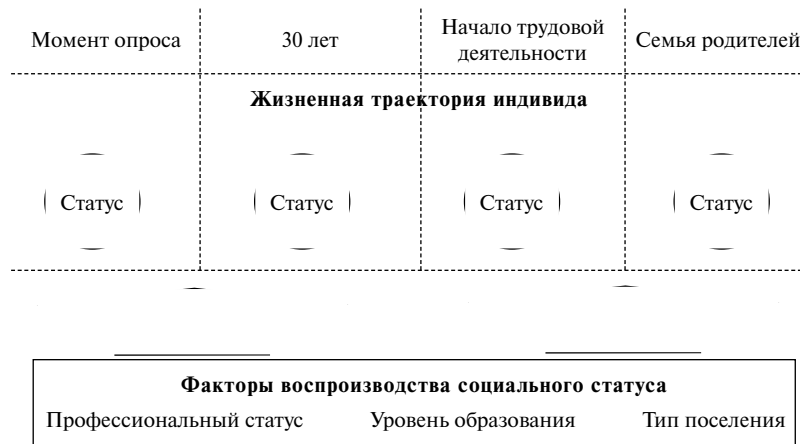 Момент опроса
30 лет
Начало трудовой
деятельности
Семья родителей
Жизненная траектория индивида
Статус
Статус
Статус
Статус
Факторы воспроизводства социального статуса
Профессиональный статус
Уровень образования
Тип поселения